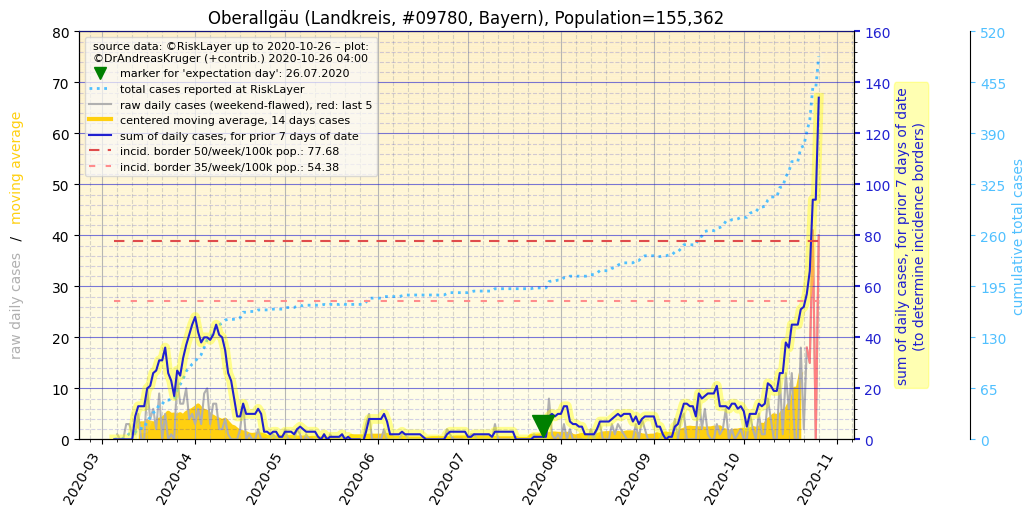 Oberallgäu (Landkreis, #09780, Bayern), Population=155,362
source data: ©RiskLayer up to 2020-10-26 – plot:
©DrAndreasKruger (+contrib.) 2020-10-26 04:00
marker for 'expectation day': 26.07.2020
total cases reported at RiskLayer
raw daily cases (weekend-flawed), red: last 5
centered moving average, 14 days cases
sum of daily cases, for prior 7 days of date
incid. border 50/week/100k pop.: 77.68
incid. border 35/week/100k pop.: 54.38
raw daily cases / moving average
80
70
60
50
40
30
20
10
0
2020-03
2020-04
2020-05
2020-06
2020-07
2020-08
2020-09
2020-10
2020-11
160
140
120
100
80
60
40
20
0
sum of daily cases, for prior 7 days of date
(to determine incidence borders)
520
455
390
325
260
195
130
65
0
cumulative total cases